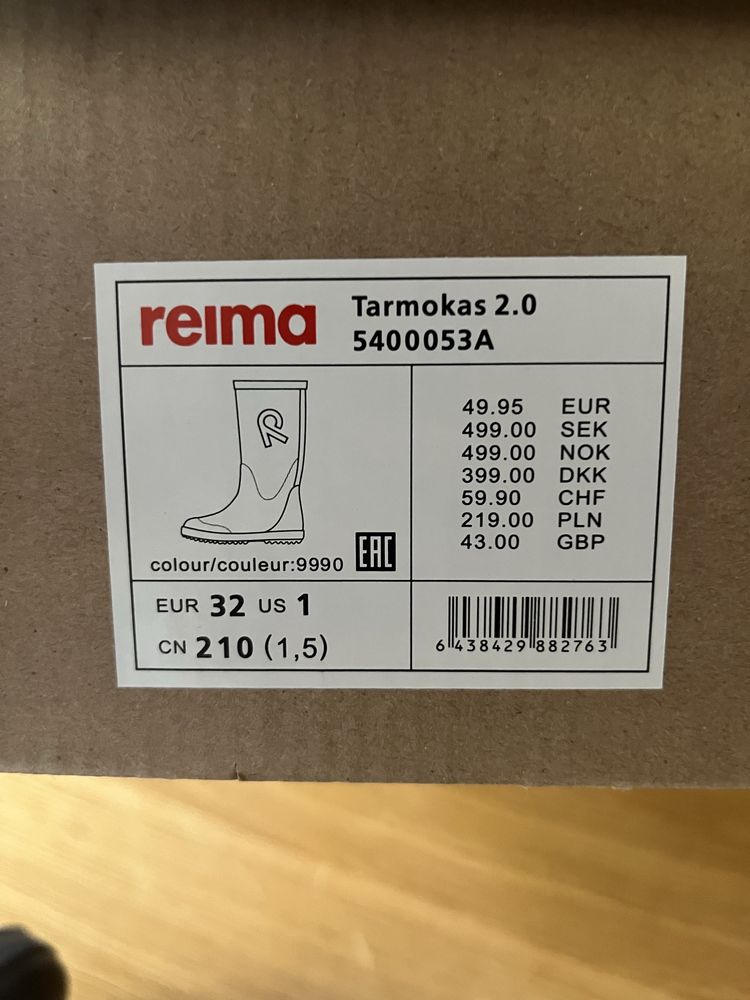 reima
Tarmokas 2.0
5400053A
colour/couleur:9990
EAC
49.95 EUR
499.00 SEK
499.00 NOK
399.00 DKK
59.90 CHF
219.00 PLN
43.00 GBP
EUR 32 US 1
CN 210 (1,5)
6 438429 882763